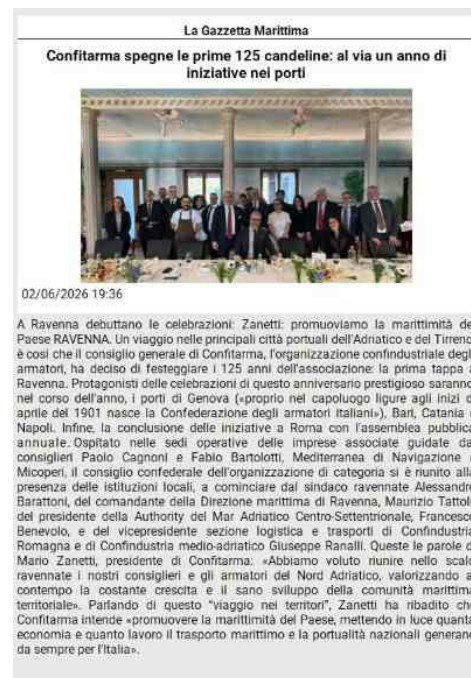 La Gazzetta Marittima
Confitarma spegne le prime 125 candeline: al via un anno di
iniziative nei porti
02/06/2026 19:36
A Ravenna debuttano le celebrazioni: Zanetti: promuoviamo la marittimità de
Paese RAVENNA. Un viaggio nelle principali città portuali dell'Adriatico e del Tirreno
è così che il consiglio generale di Confitarma, l'organizzazione confindustriale degl
armatori, ha deciso di festeggiare i 125 anni dell'associazione: la prima tappa a
Ravenna. Protagonisti delle celebrazioni di questo anniversario prestigioso saranno
nel corso dell'anno, i porti di Genova («proprio nel capoluogo ligure agli inizi d
aprile del 1901 nasce la Confederazione degli armatori italiani»), Bari, Catania
Napoli. Infine, la conclusione delle iniziative a Roma con l'assemblea pubblica
annuale. Ospitato nelle sedi operative delle imprese associate guidate da
consiglieri Paolo Cagnoni e Fabio Bartolotti, Mediterranea di Navigazione
Micoperi, il consiglio confederale dell'organizzazione di categoria si è riunito alla
presenza delle istituzioni locali, a cominciare dal sindaco ravennate Alessandro
Barattoni, del comandante della Direzione marittima di Ravenna, Maurizio Tattoli
del presidente della Authority del Mar Adriatico Centro-Settentrionale, Francesco
Benevolo, e del vicepresidente sezione logistica e trasporti di Confindustria
Romagna e di Confindustria medio-adriatico Giuseppe Ranalli. Queste le parole d
Mario Zanetti, presidente di Confitarma: «Abbiamo voluto riunire nello scalo
ravennate i nostri consiglieri e gli armatori del Nord Adriatico, valorizzando a
contempo la costante crescita e il sano sviluppo della comunità marittima
territoriale». Parlando di questo "viaggio nei territori", Zanetti ha ribadito che
Confitarma intende «promuovere la marittimità del Paese, mettendo in luce quanta
economia e quanto lavoro il trasporto marittimo e la portualità nazionali generano
da sempre per l'Italia».